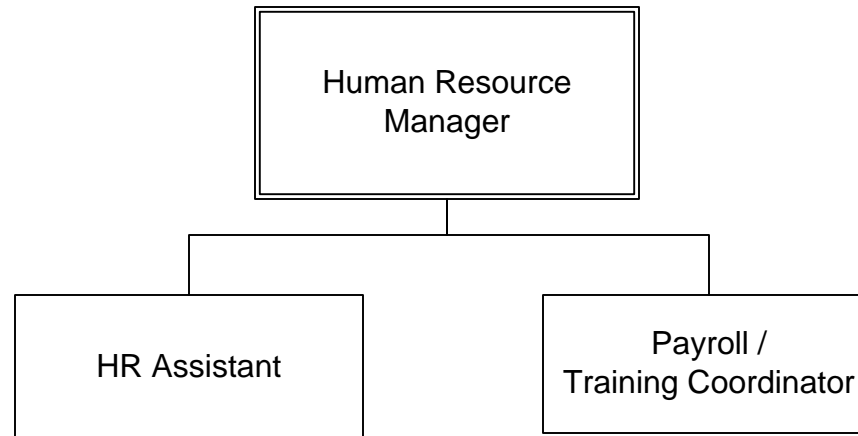 Human Resource
Manager
HR Assistant
Payroll /
Training Coordinator